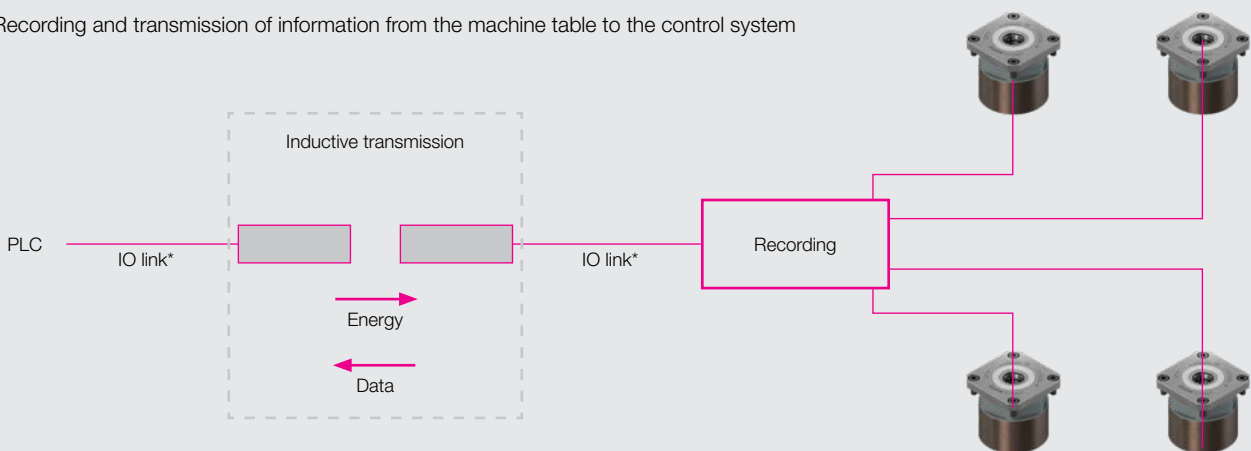 Recording and transmission of information from the machine table to the control system
Inductive transmission
PLC
IO link*
IO link*
Recording
Energy
Data